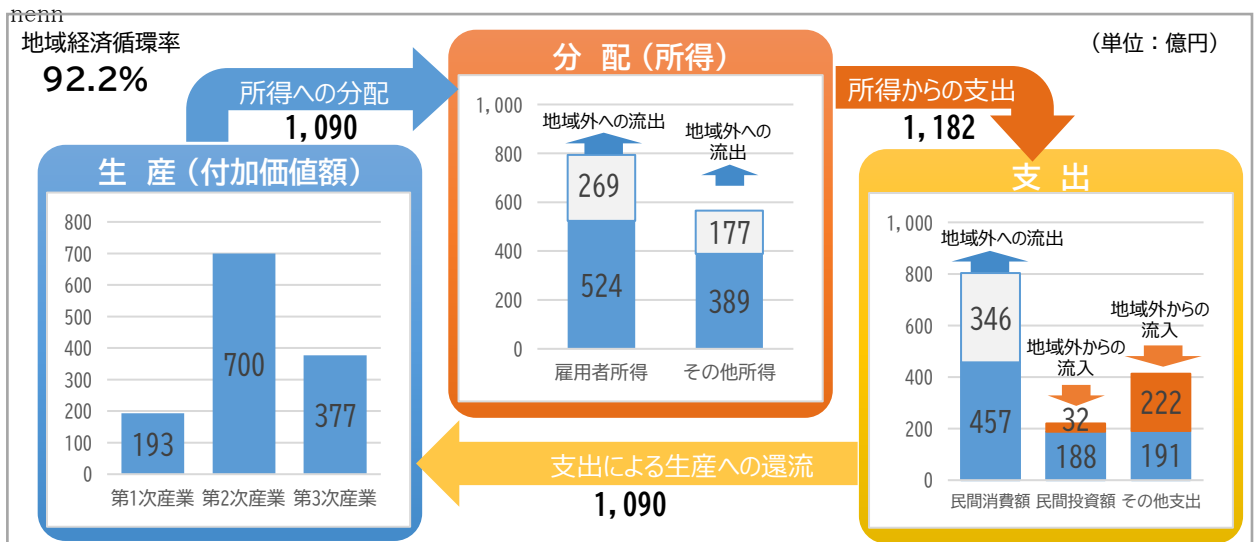 nenn
地域経済循環率
92.2%
(単位:億円)
所得への分配
1,090
分 配(所得)
1,000
800
600
400
200
0
地域外への流出
269
524
雇用者所得
地域外への
流出
177
389
その他所得
所得からの支出
1,182
生 産(付加価値額)
800
700
600
500
400
300
200
100
0
193
700
377
第1次産業 第2次産業 第3次産業
支 出
1,000
800
600
400
200
0
地域外への流出
346
457
民間消費額
地域外からの
流入
32
188
民間投資額
地域外からの
流入
222
191
その他支出
支出による生産への還流
1,090